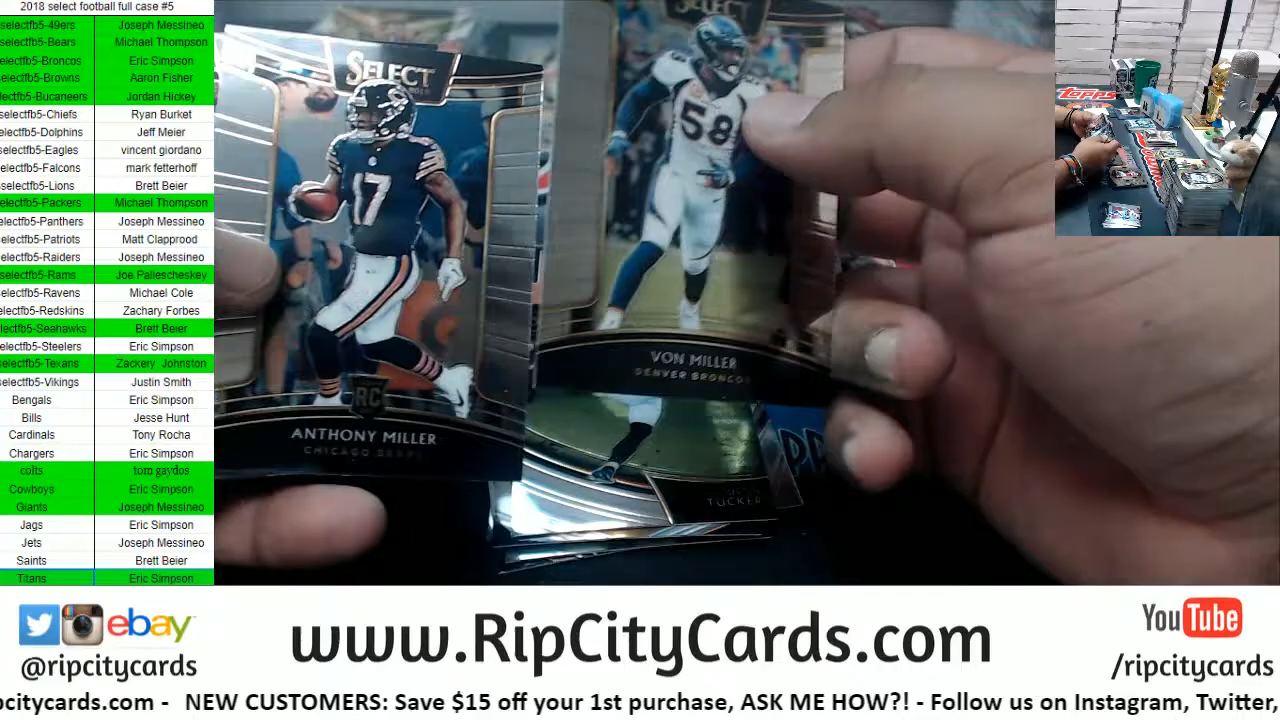 2018 select football full case #5
selectfb5-49ers Joseph Messineo
selectfb5-Bears Michael Thompson
selectfb5-Broncos Eric Simpson
selectfb5-Browns Aaron Fisher
lectfb5-Bucaneers Jordan Hickey
selectfb5-Chiefs Ryan Burket
selectfb5-Dolphins Jeff Meier
selectfb5-Eagles vincent giordano
selectfb5-Falcons mark fetterhoff
selectfb5-Lions Brett Beier
selectfb5-Packers Michael Thompson
selectfb5-Panthers Joseph Messineo
selectfb5-Patriots Matt Clapprood
selectfb5-Raiders Joseph Messineo
selectfb5-Rams Joe Paliescheskey
selectfb5-Ravens Michael Cole
selectfb5-Redskins Zachary Forbes
lectfb5-Seahawks Brett Beier
selectfb5-Steelers Eric Simpson
selectfb5-Texans Zackery Johnston
selectfb5-Vikings Justin Smith
Bengals Eric Simpson
Bills Jesse Hunt
Cardinals Tony Rocha
Chargers Eric Simpson
colts tom gaydos
Cowboys Eric Simpson
Giants Joseph Messineo
Jags Eric Simpson
Jets Joseph Messineo
Saints Brett Beier
Titans Eric Simpson
SELECT
17
RC
ANTHONY MILLER
CHICAGO BEARS
SELECT
58
VON MILLER
DENVER BRONCOS
TUCKER
TOPPS
ebay
@ripcitycards
www.RipCityCards.com
YouTube
/ripcitycards
pcitycards.com - NEW CUSTOMERS: Save $15 off your 1st purchase, ASK ME HOW?! - Follow us on Instagram, Twitter,